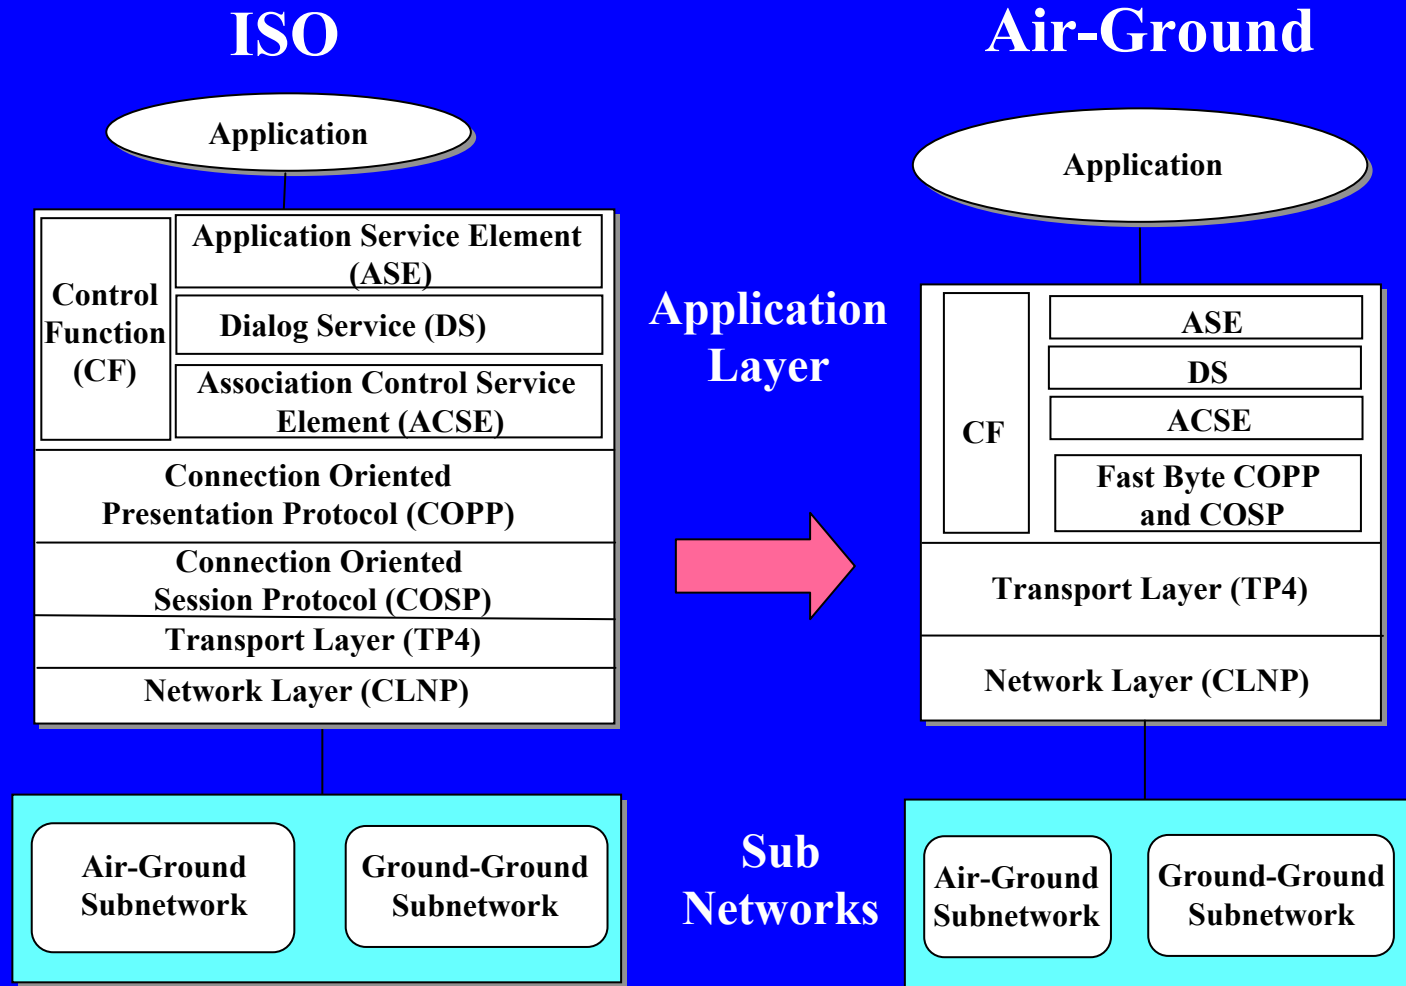 ISO
Air-Ground
Application
Control
Function
(CF)
Application Service Element
(ASE)
Dialog Service (DS)
Association Control Service
Element (ACSE)
Connection Oriented
Presentation Protocol (COPP)
Connection Oriented
Session Protocol (COSP)
Transport Layer (TP4)
Network Layer (CLNP)
Air-Ground
Subnetwork
Ground-Ground
Subnetwork
Application
Layer
Sub
Networks
Application
CF
ASE
DS
ACSE
Fast Byte COPP
and COSP
Transport Layer (TP4)
Network Layer (CLNP)
Air-Ground
Subnetwork
Ground-Ground
Subnetwork